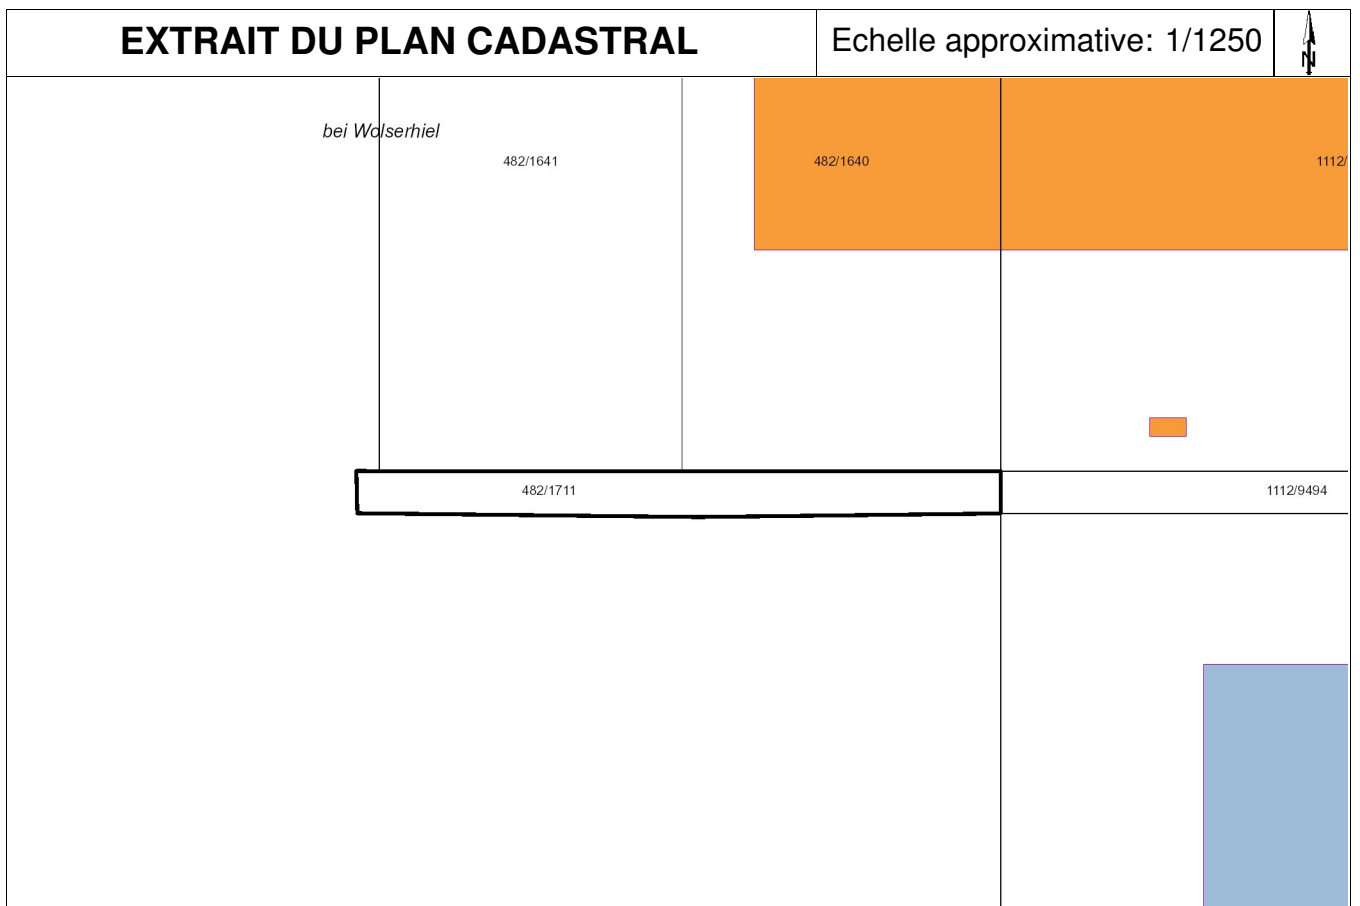 EXTRAIT DU PLAN CADASTRAL
Echelle approximative: 1/1250
N
bei Wolserhiel
482/1641
482/1640
1112/
482/1711
1112/9494